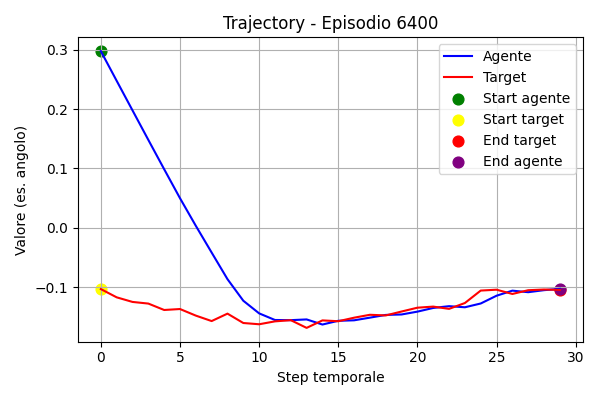 Trajectory - Episodio 6400
Valore (es. angolo)
0.3
0.2
0.1
0.0
−0.1
0
5
10
15
20
25
30
Step temporale
Agente
Target
Start agente
Start target
End target
End agente